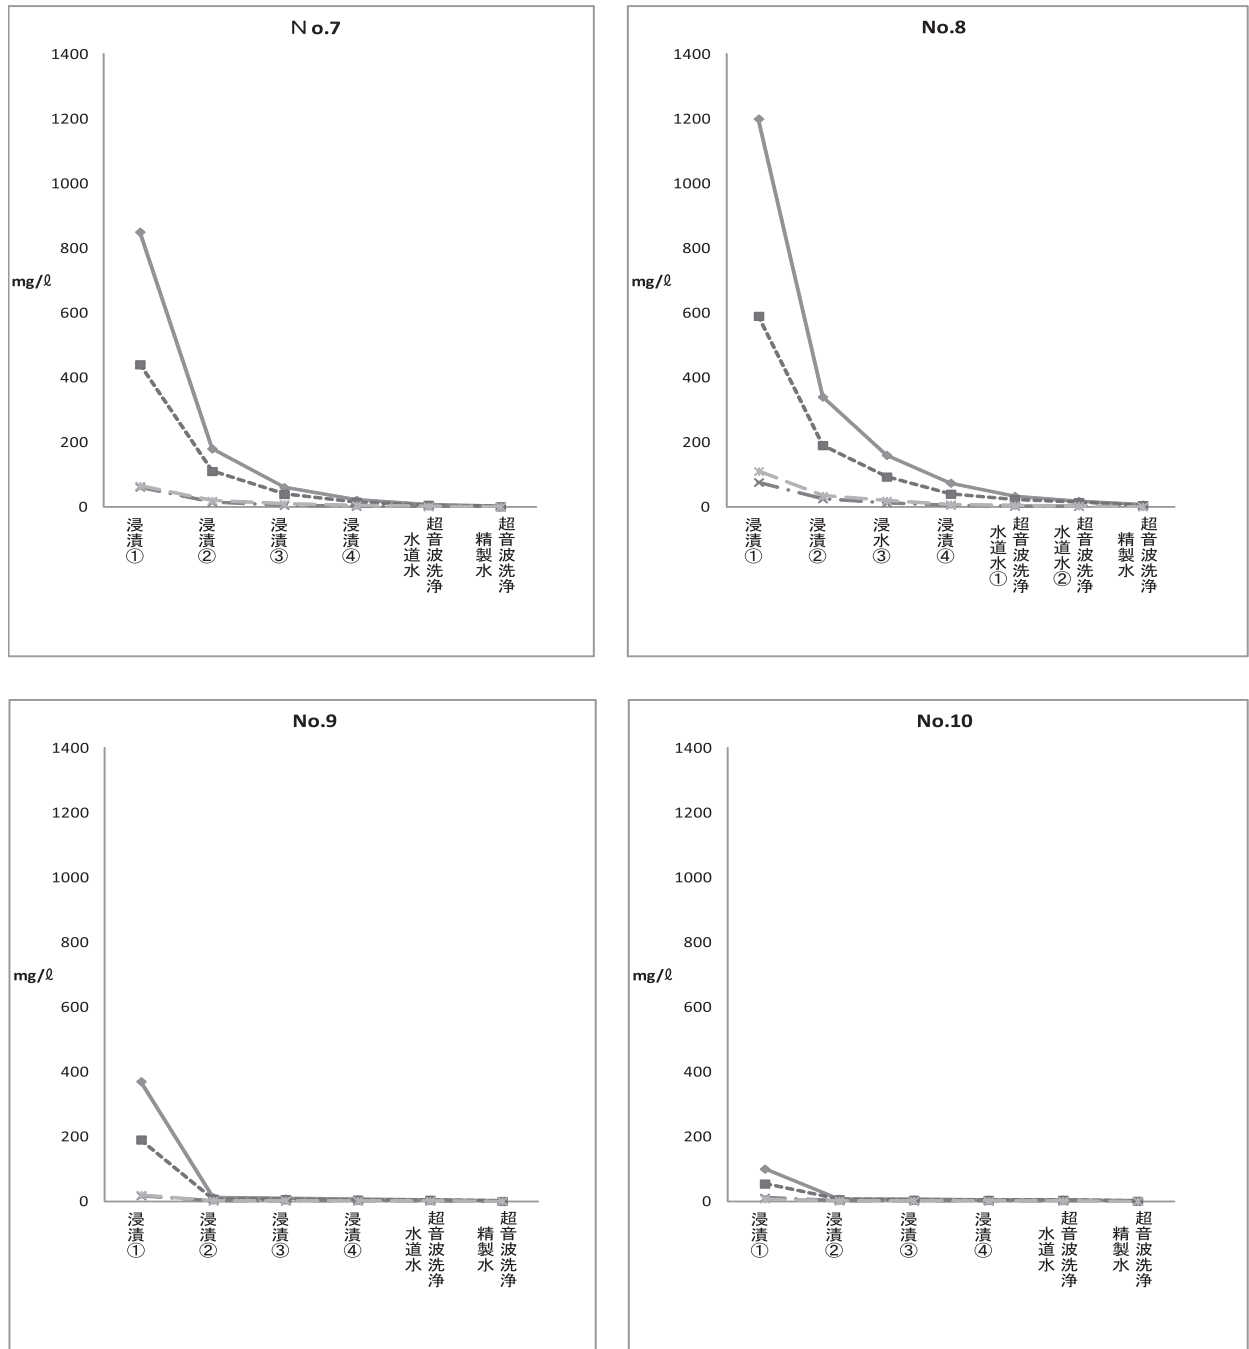 Ｎo.7
1400
1200
1000
800
mg/ℓ
600
400
200
0
浸漬①
浸漬②
浸漬③
浸漬④
超音波洗浄
水道水
超音波洗浄
精製水
No.8
1400
1200
1000
800
mg/ℓ
600
400
200
0
浸漬①
浸漬②
浸水③
浸漬④
超音波洗浄
水道水①
超音波洗浄
水道水②
超音波洗浄
精製水
No.9
1400
1200
1000
800
mg/ℓ
600
400
200
0
浸漬①
浸漬②
浸漬③
浸漬④
超音波洗浄
水道水
超音波洗浄
精製水
No.10
1400
1200
1000
800
mg/ℓ
600
400
200
0
浸漬①
浸漬②
浸漬③
浸漬④
超音波洗浄
水道水
超音波洗浄
精製水